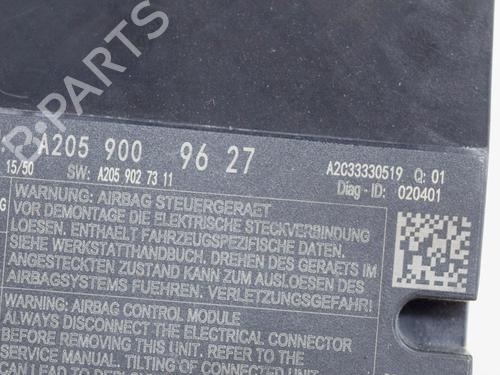 B-PARTS
A205 900 96 27
A2C33330519 Q: 01
15/50 SW: A205 902 73 11
Diag-ID: 020401
WARNUNG: AIRBAG STEUERGERAET
VOR DEMONTAGE DIE ELEKTRISCHE STECKVERBINDUNG
LOESEN. ENTHAELT FAHRZEUGSPEZIFISCHE DATEN.
SIEHE WERKSTATTHANDBUCH. DREHEN DES GERAETS IM
ANGESTECKTEN ZUSTAND KANN ZUM AUSLOESEN DES
AIRBAGSYSTEMS FUEHREN. VERLETZUNGSGEFAHR!
WARNING: AIRBAG CONTROL MODULE
ALWAYS DISCONNECT THE ELECTRICAL CONNECTOR
BEFORE REMOVING THIS UNIT. REFER TO THE
SERVICE MANUAL. TILTING OF CONNECTED UNIT
CAN LEAD TO